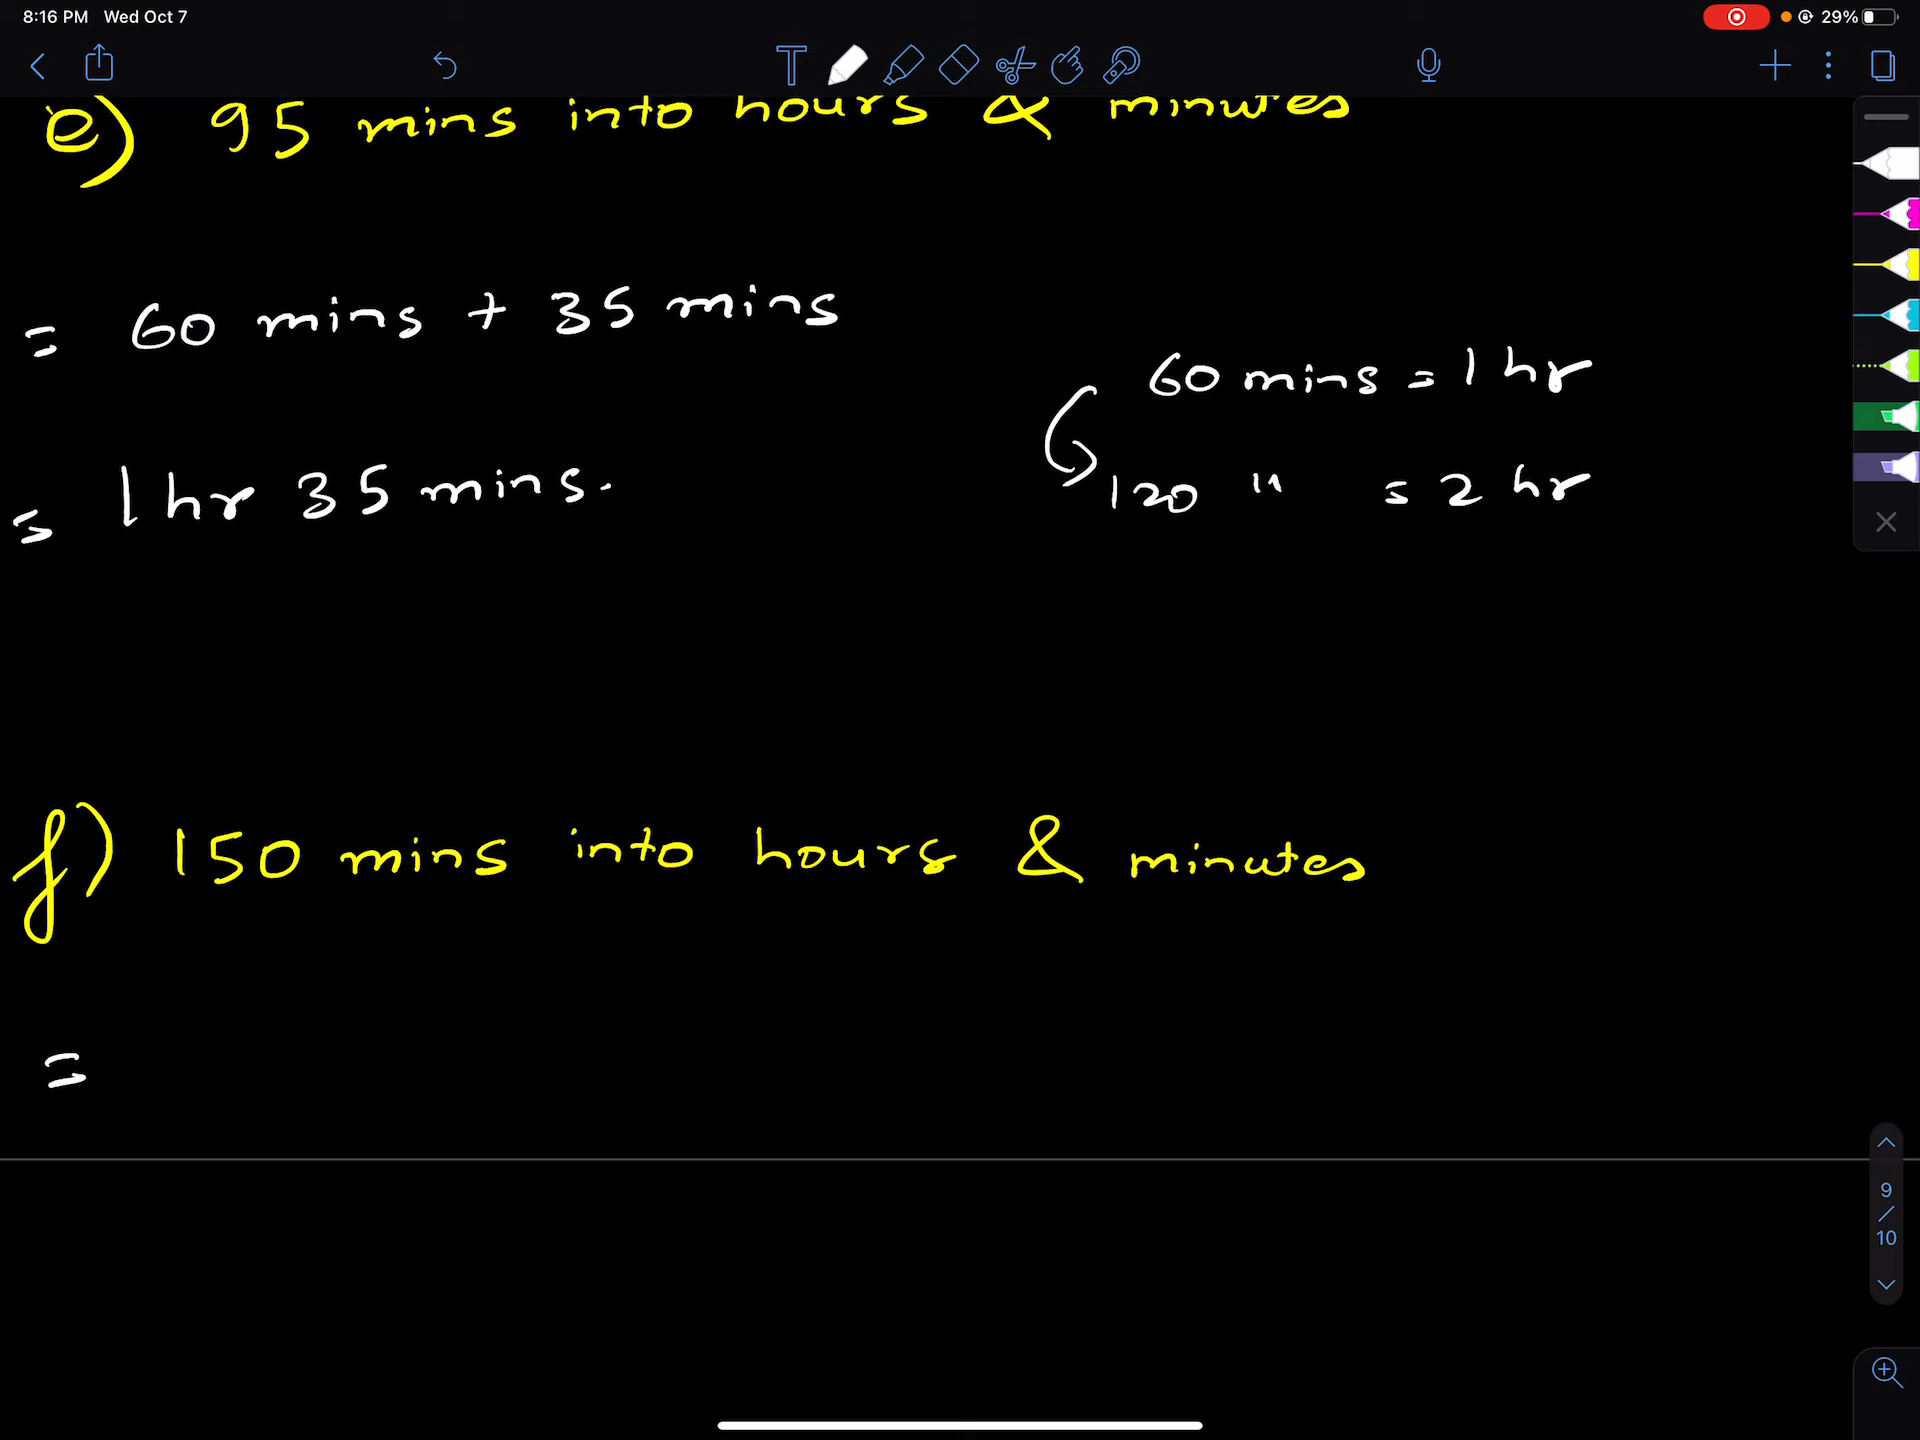 8:16 PM Wed Oct 7
29%
e) 95 mins into hours & minutes
= 60 mins + 35 mins
60 mins = 1 hr
= 1 hr 35 mins.
120 " = 2 hr
f) 150 mins into hours & minutes
=
9
/
10